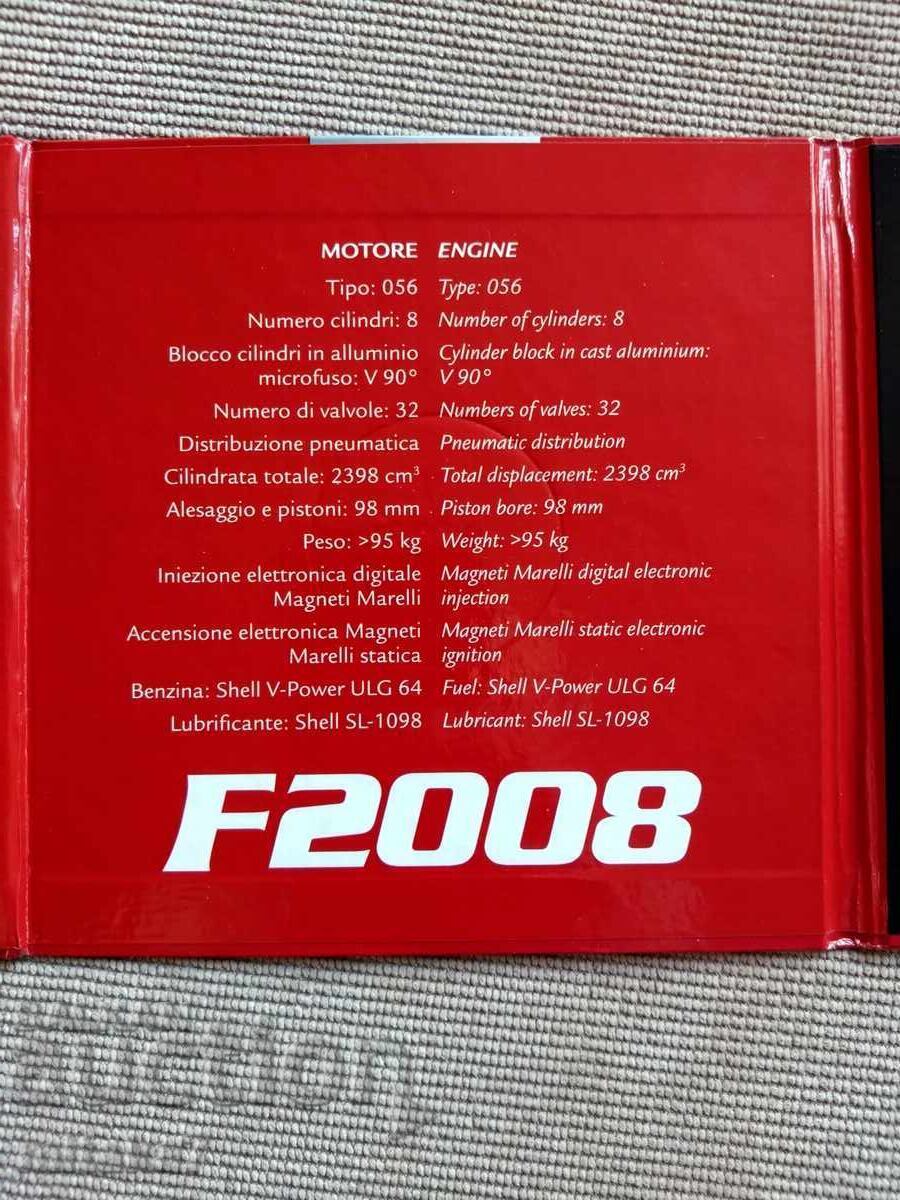 MOTORE ENGINE
Tipo: 056 Type: 056
Numero cilindri: 8 Number of cylinders: 8
Blocco cilindri in alluminio Cylinder block in cast aluminium:
microfuso: V 90° V 90°
Numero di valvole: 32 Numbers of valves: 32
Distribuzione pneumatica Pneumatic distribution
Cilindrata totale: 2398 cm³ Total displacement: 2398 cm³
Alesaggio e pistoni: 98 mm Piston bore: 98 mm
Peso: >95 kg Weight: >95 kg
Iniezione elettronica digitale Magneti Marelli digital electronic
Magneti Marelli injection
Accensione elettronica Magneti Magneti Marelli static electronic
Marelli statica ignition
Benzina: Shell V-Power ULG 64 Fuel: Shell V-Power ULG 64
Lubrificante: Shell SL-1098 Lubricant: Shell SL-1098
F2008
auction